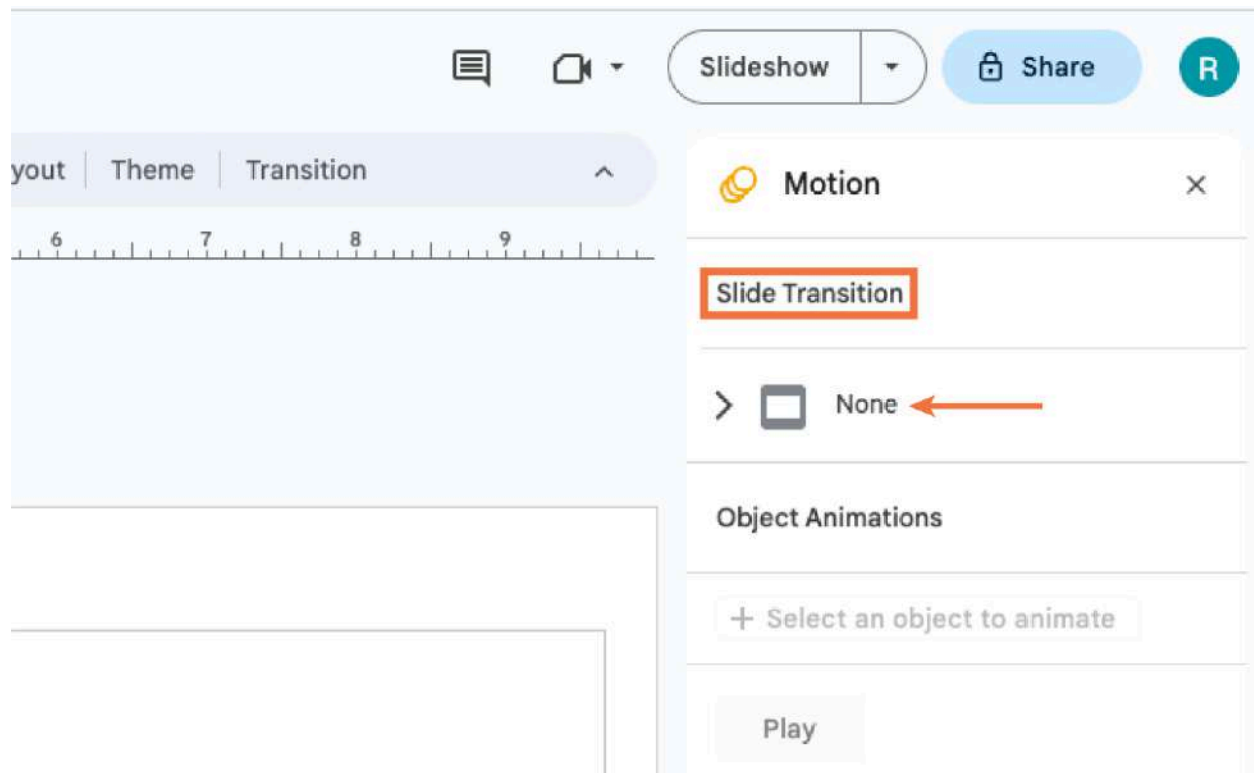 Slideshow
Share
R
yout Theme Transition
Motion
6 7 8 9
Slide Transition
None
Object Animations
+ Select an object to animate
Play